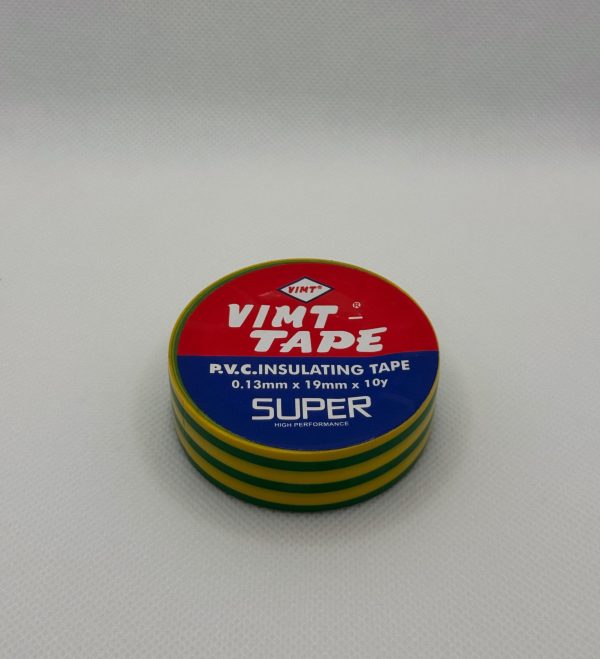 VIMT®
VIMT ®-
TAPE
P.V.C.INSULATING TAPE
0.13mm x 19mm x 10y
SUPER
HIGH PERFORMANCE